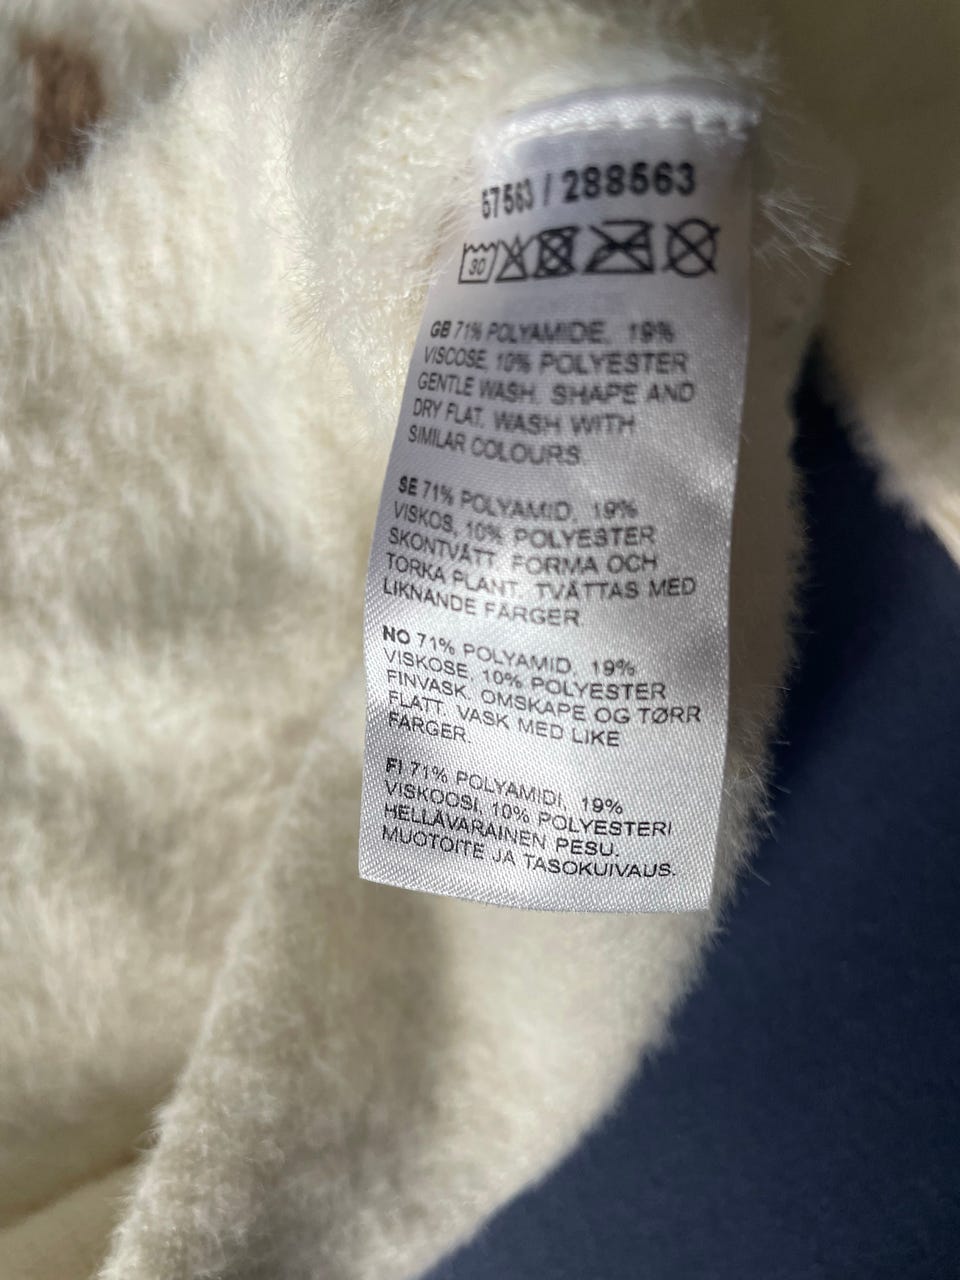 57563 / 288563
30
GB 71% POLYAMIDE, 19%
VISCOSE, 10% POLYESTER
GENTLE WASH. SHAPE AND
DRY FLAT. WASH WITH
SIMILAR COLOURS
SE 71% POLYAMID, 19%
VISKOS, 10% POLYESTER
SKONTVÄTT. FORMA OCH
TORKA PLANT. TVÄTTAS MED
LIKNANDE FÄRGER
NO 71% POLYAMID, 19%
VISKOSE, 10% POLYESTER
FINVASK. OMSKAPE OG TØRR
FLATT. VASK MED LIKE
FARGER.
FI 71% POLYAMIDI, 19%
VISKOOSI, 10% POLYESTERI
HELLÄVARAINEN PESU.
MUOTOITE JA TASOKUIVAUS.